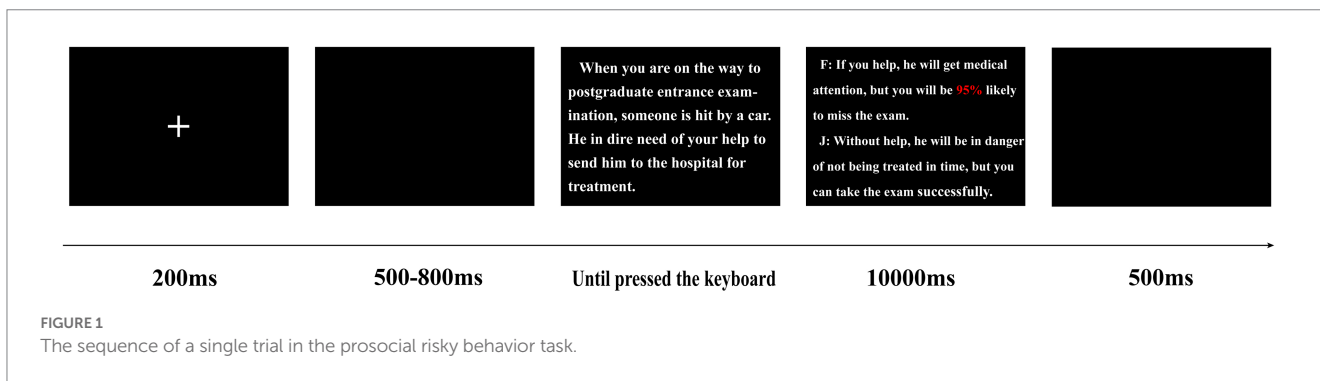 +
When you are on the way to
postgraduate entrance exam-
ination, someone is hit by a car.
He in dire need of your help to
send him to the hospital for
treatment.
F: If you help, he will get medical
attention, but you will be 95% likely
to miss the exam.
J: Without help, he will be in danger
of not being treated in time, but you
can take the exam successfully.
200ms
500-800ms
Until pressed the keyboard
10000ms
500ms
FIGURE 1
The sequence of a single trial in the prosocial risky behavior task.